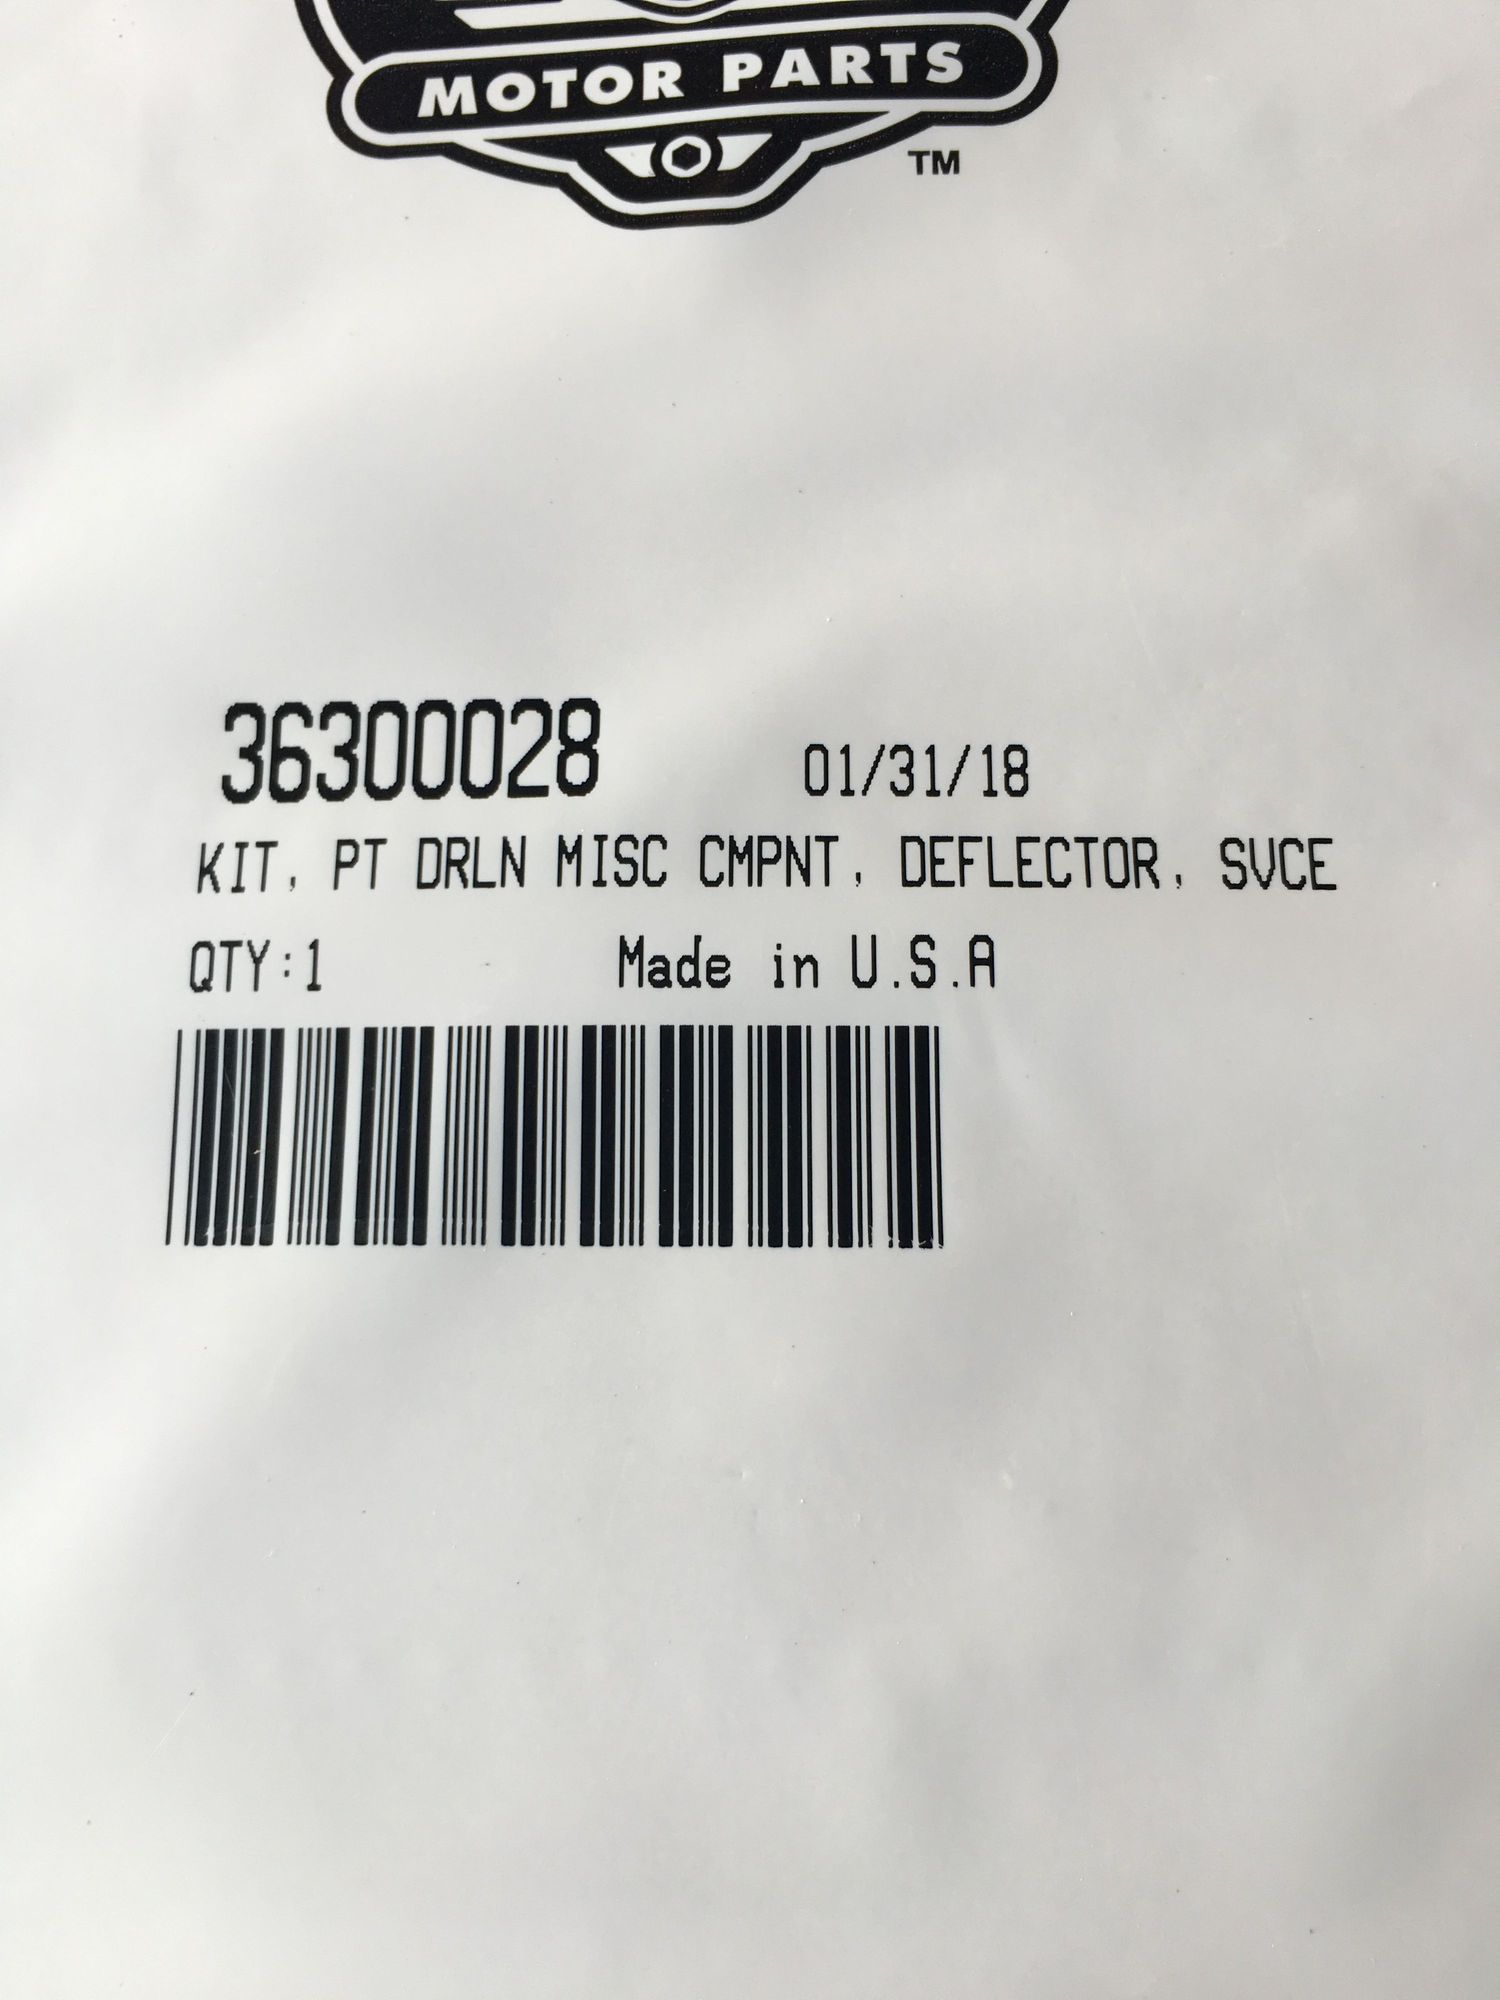 MOTOR PARTS
TM
36300028 01/31/18
KIT, PT DRLN MISC CMPNT, DEFLECTOR, SVCE
QTY:1 Made in U.S.A